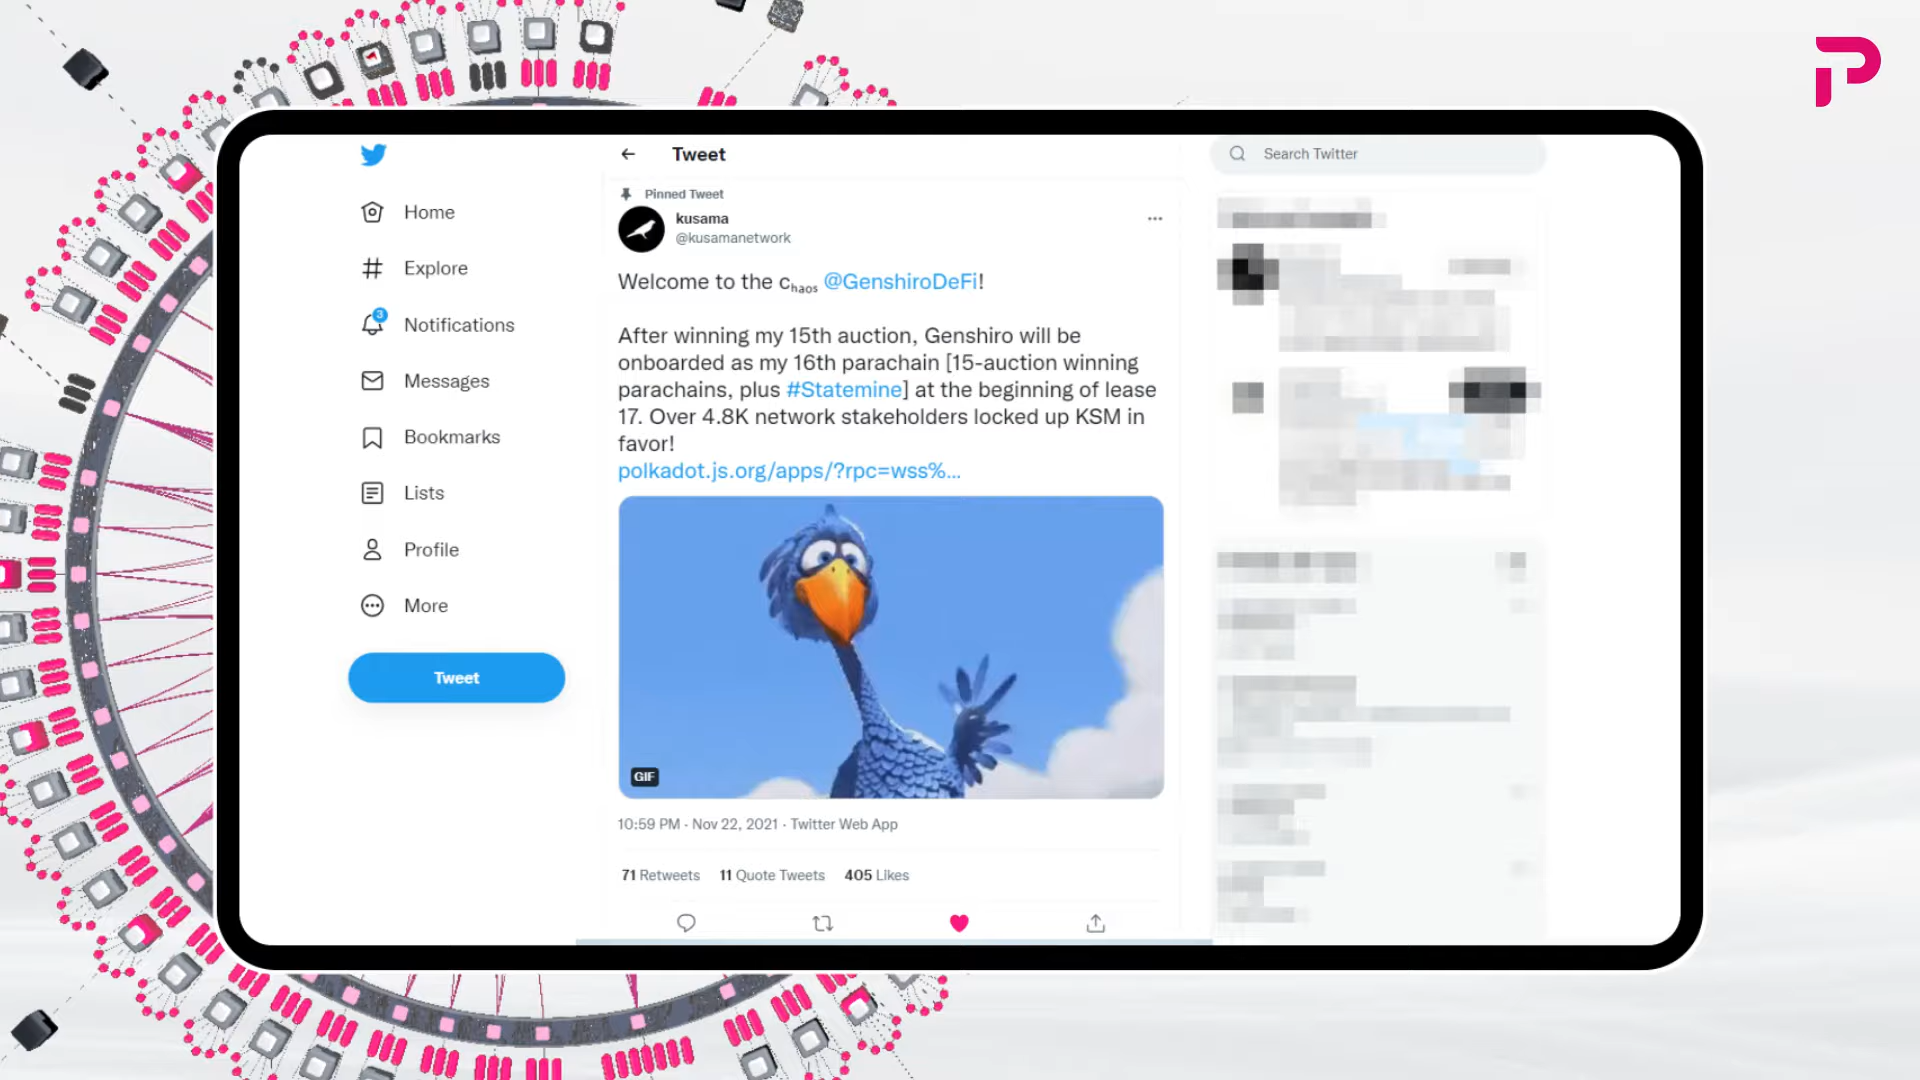 Home
Explore
3
Notifications
Messages
Bookmarks
Lists
Profile
More
Tweet
Tweet
Pinned Tweet
kusama
@kusamanetwork
Welcome to the cₕₐₒₛ @GenshiroDeFi!
After winning my 15th auction, Genshiro will be
onboarded as my 16th parachain [15-auction winning
parachains, plus #Statemine] at the beginning of lease
17. Over 4.8K network stakeholders locked up KSM in
favor!
polkadot.js.org/apps/?rpc=wss%...
GIF
10:59 PM · Nov 22, 2021 · Twitter Web App
71 Retweets 11 Quote Tweets 405 Likes
Search Twitter